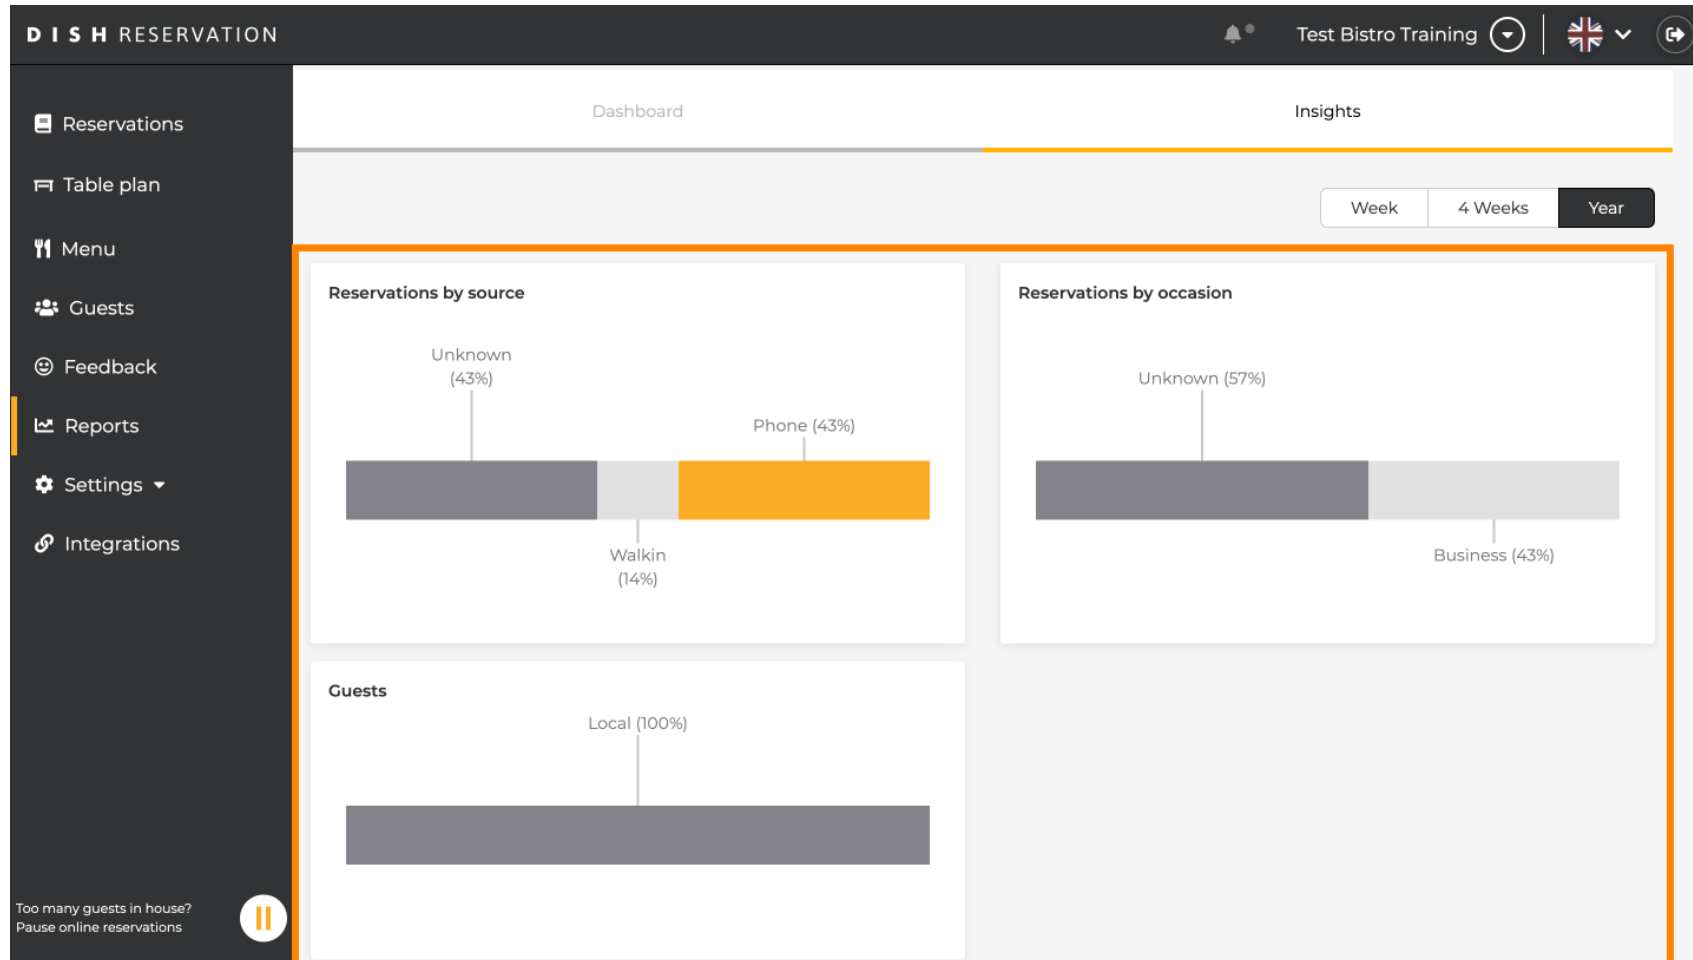 DISH RESERVATION
Test Bistro Training
Reservations
Table plan
Menu
Guests
Feedback
Reports
Settings
Integrations
Too many guests in house?
Pause online reservations
Dashboard
Insights
Week
4 Weeks
Year
Reservations by source
Unknown
(43%)
Phone (43%)
Walkin
(14%)
Reservations by occasion
Unknown (57%)
Business (43%)
Guests
Local (100%)